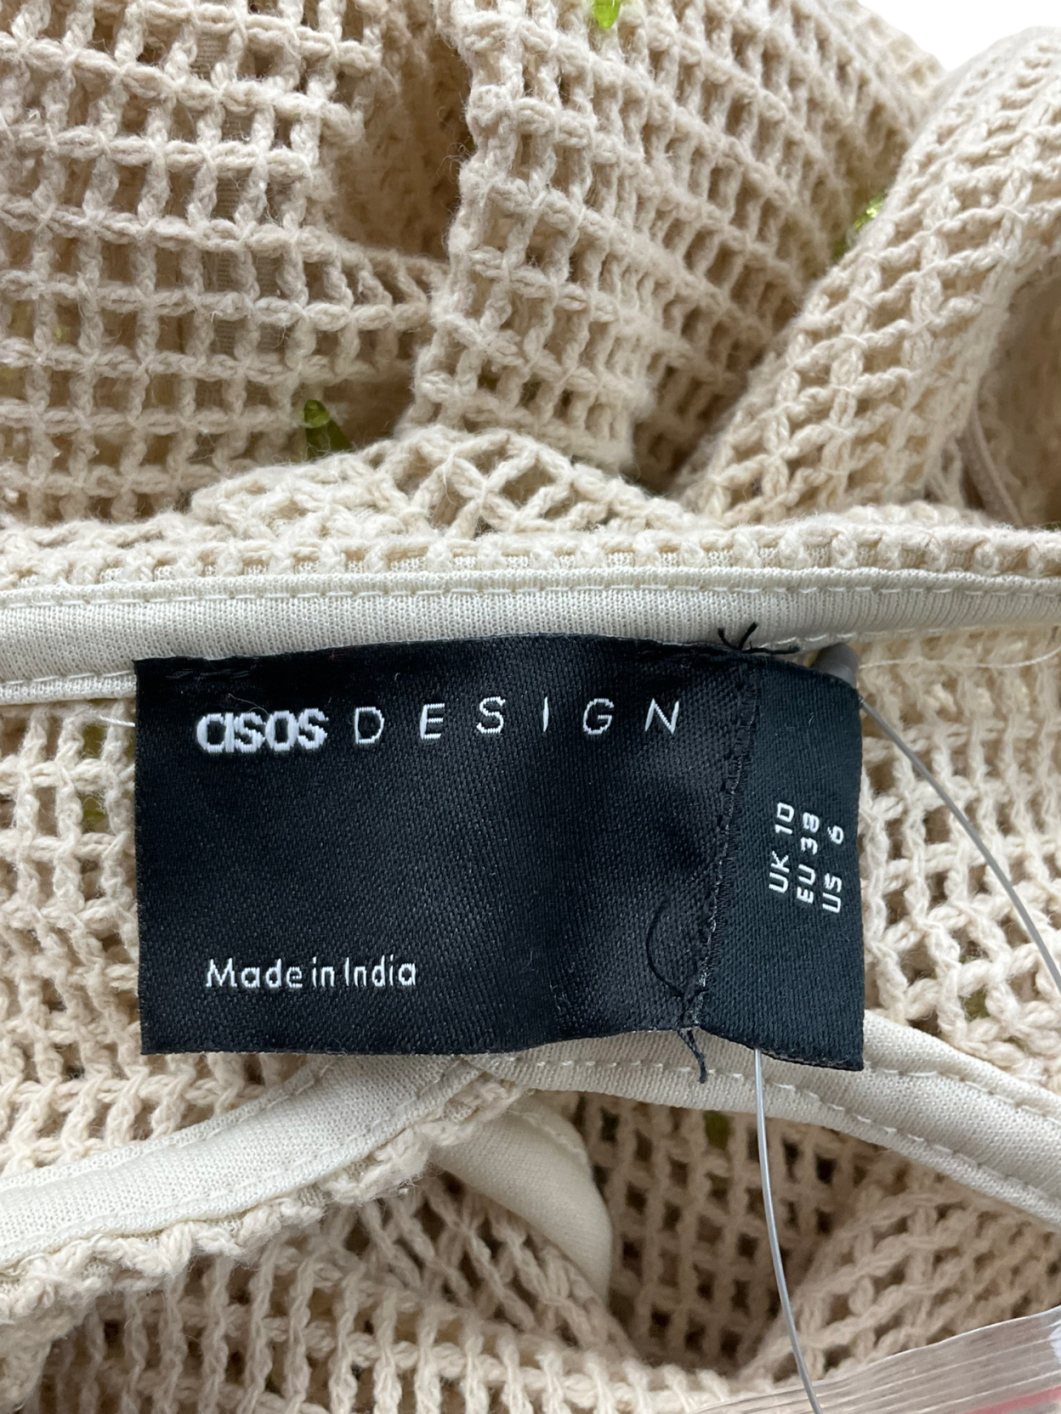 asos DESIGN
Made in India
UK 10
EU 38
US 6